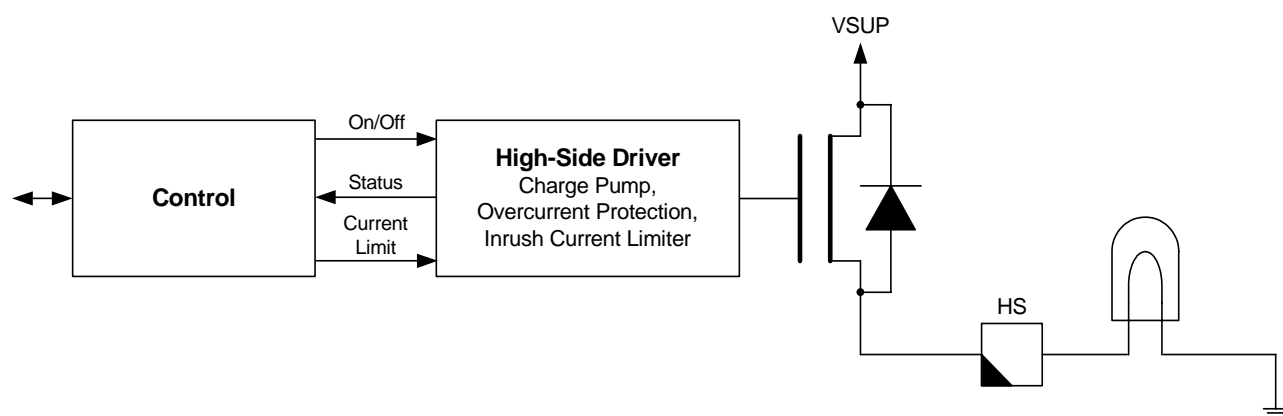 VSUP
On/Off
Control
Status
Current
Limit
High-Side Driver
Charge Pump,
Overcurrent Protection,
Inrush Current Limiter
HS